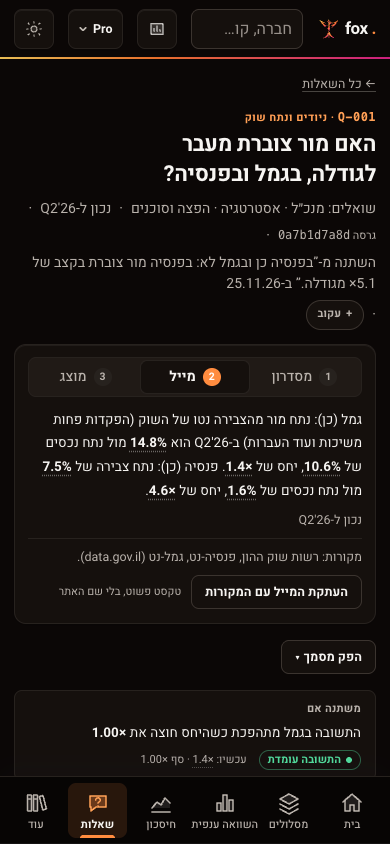 fox.
חברה, קו...
Pro
← כל השאלות
Q-001 · ניודים ונתח שוק
האם מור צוברת מעבר
לגודלה, בגמל ובפנסיה?
שואלים: מנכ״ל · אסטרטגיה · הפצה וסוכנים · נכון ל-Q2'26 ·
גרסה 0a7b1d7a8d ·
השתנה מ-״בפנסיה כן ובגמל לא: בפנסיה מור צוברת בקצב של
5.1× מגודלה.״ ב-25.11.26
· + עקוב
1 מסדרון
2 מייל
3 מוצג
גמל (כן): נתח מור מהצבירה נטו של השוק (הפקדות פחות
משיכות ועוד העברות) ב-Q2'26 הוא 14.8% מול נתח נכסים
של 10.6%, יחס של 1.4×. פנסיה (כן): נתח צבירה של 7.5%
מול נתח נכסים של 1.6%, יחס של 4.6×.
נכון ל-Q2'26
מקורות: רשות שוק ההון, פנסיה-נט, גמל-נט (data.gov.il).
העתקת המייל עם המקורות
טקסט פשוט, בלי שם האתר
הפק מסמך ▾
משתנה אם
התשובה בגמל מתהפכת כשהיחס חוצה את 1.00×
התשובה עומדת
עכשיו: 1.4× · סף 1.00×
בית
מסלולים
השוואה ענפית
חיסכון
שאלות
עוד